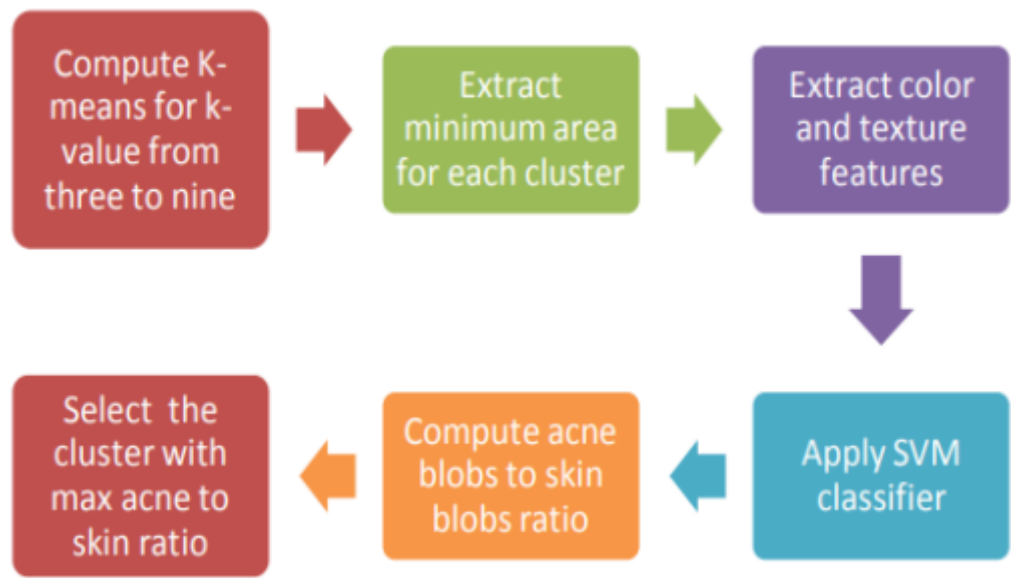 Compute K-
means for k-
value from
three to nine
Extract
minimum area
for each cluster
Extract color
and texture
features
Apply SVM
classifier
Compute acne
blobs to skin
blobs ratio
Select the
cluster with
max acne to
skin ratio